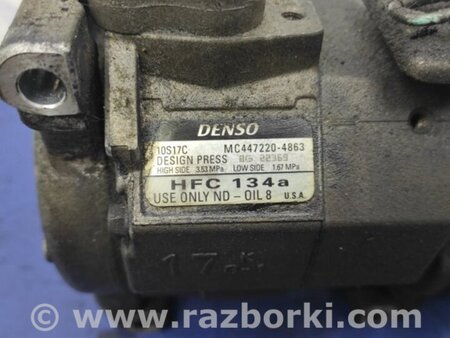 DENSO
10S17C MC447220-4863
DESIGN PRESS
HIGH SIDE 3.53 MPa LOW SIDE 1.67 MPa
HFC 134a
USE ONLY ND-OIL 8 U.S.A
17
© www.razborki.com